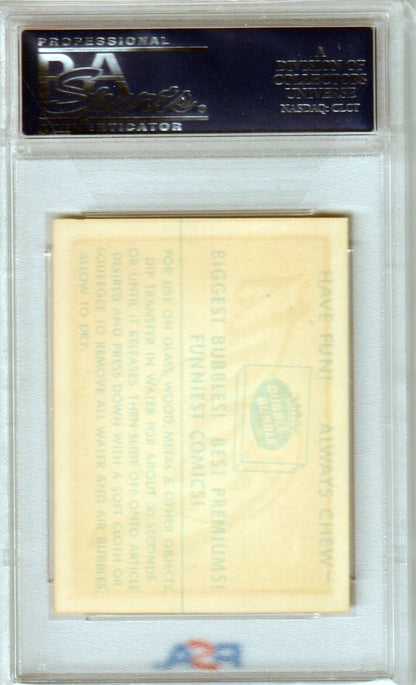 PROFESSIONAL
PSA
Sports
AUTHENTICATOR
A
DIVISION OF
COLLECTORS
UNIVERSE
NASDAQ: CLCT
HAVE FUN! ALWAYS CHEW—
DUBBLE
BUBBLE
BIGGEST BUBBLES! BEST PREMIUMS!
FUNNIEST COMICS!
FOR USE ON GLASS, WOOD, METAL & OTHER OBJECTS,
DIP TRANSFER IN WATER FOR ABOUT 20 SECONDS
OR UNTIL IT RELEASES. THEN SLIDE OFF ONTO ARTICLE
DESIRED AND PRESS DOWN WITH A SOFT CLOTH OR
SQUEEGEE TO REMOVE ALL WATER AND AIR BUBBLES.
ALLOW TO DRY.
PSA